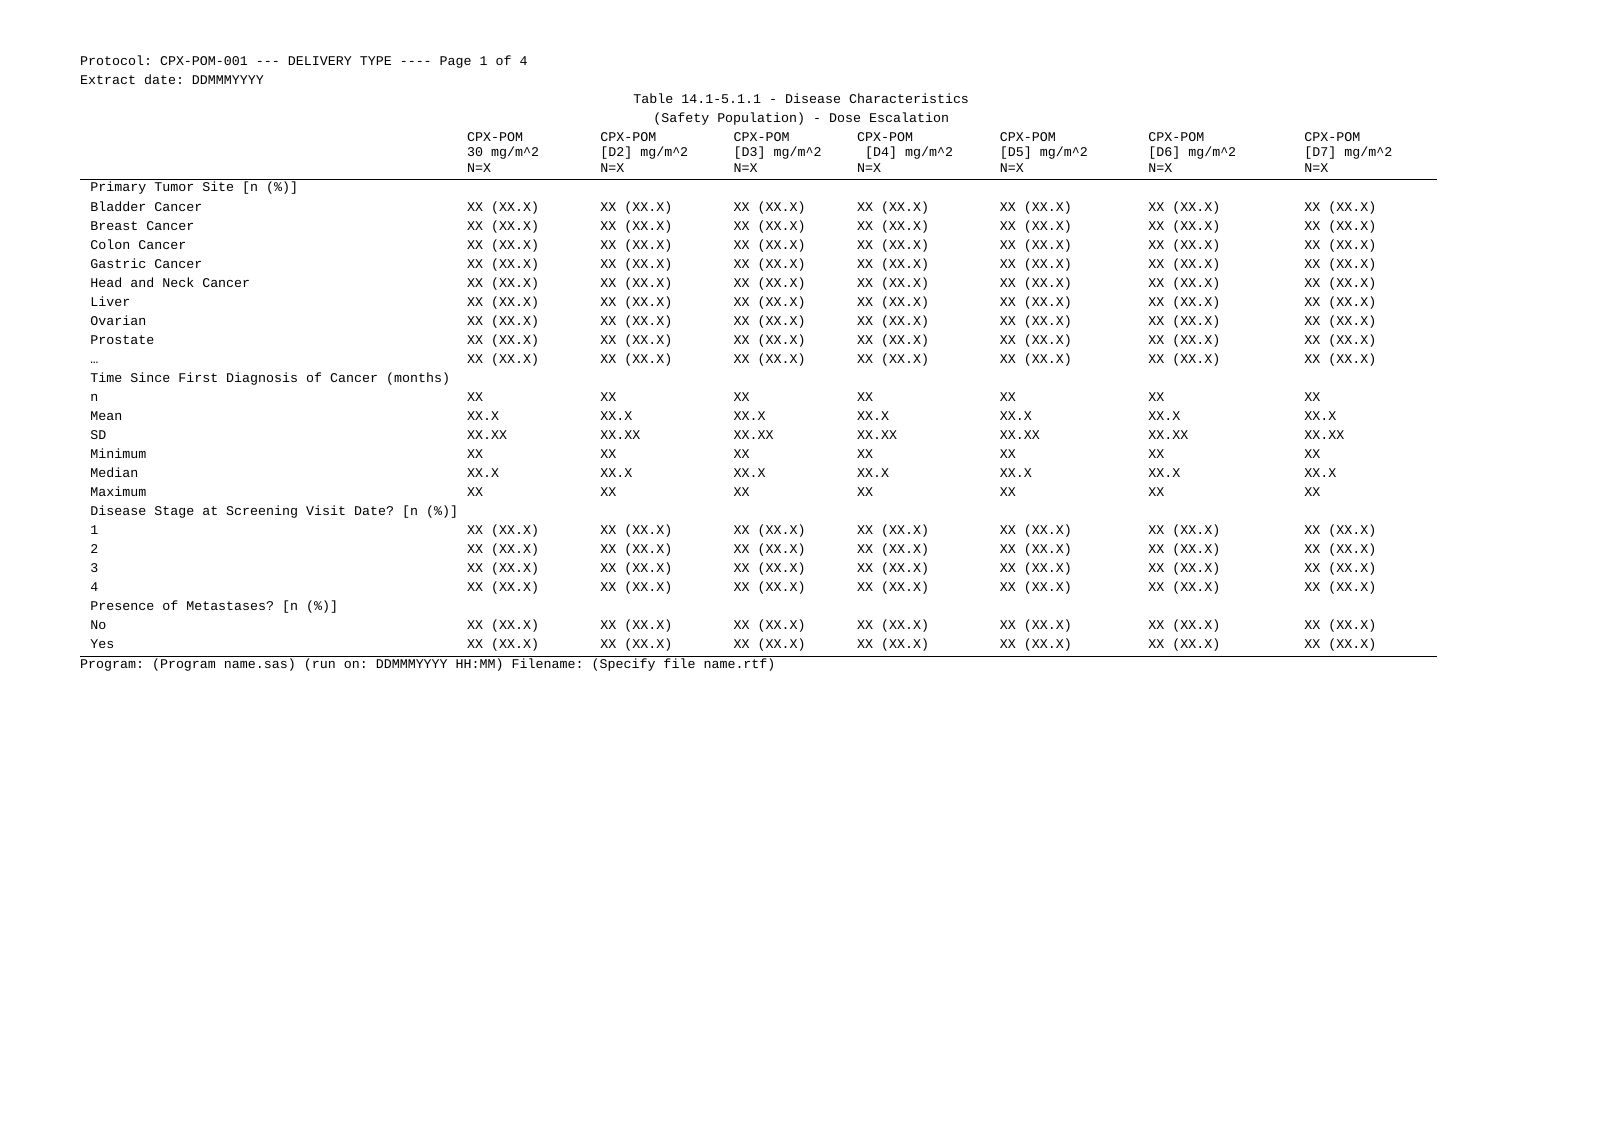 Protocol: CPX-POM-001 --- DELIVERY TYPE ---- Page 1 of 4
Extract date: DDMMMYYYY
Table 14.1-5.1.1 - Disease Characteristics
(Safety Population) - Dose Escalation
CPX-POM CPX-POM CPX-POM CPX-POM CPX-POM CPX-POM CPX-POM
30 mg/m^2 [D2] mg/m^2 [D3] mg/m^2 [D4] mg/m^2 [D5] mg/m^2 [D6] mg/m^2 [D7] mg/m^2
N=X N=X N=X N=X N=X N=X N=X
Primary Tumor Site [n (%)]
Bladder Cancer XX (XX.X) XX (XX.X) XX (XX.X) XX (XX.X) XX (XX.X) XX (XX.X) XX (XX.X)
Breast Cancer XX (XX.X) XX (XX.X) XX (XX.X) XX (XX.X) XX (XX.X) XX (XX.X) XX (XX.X)
Colon Cancer XX (XX.X) XX (XX.X) XX (XX.X) XX (XX.X) XX (XX.X) XX (XX.X) XX (XX.X)
Gastric Cancer XX (XX.X) XX (XX.X) XX (XX.X) XX (XX.X) XX (XX.X) XX (XX.X) XX (XX.X)
Head and Neck Cancer XX (XX.X) XX (XX.X) XX (XX.X) XX (XX.X) XX (XX.X) XX (XX.X) XX (XX.X)
Liver XX (XX.X) XX (XX.X) XX (XX.X) XX (XX.X) XX (XX.X) XX (XX.X) XX (XX.X)
Ovarian XX (XX.X) XX (XX.X) XX (XX.X) XX (XX.X) XX (XX.X) XX (XX.X) XX (XX.X)
Prostate XX (XX.X) XX (XX.X) XX (XX.X) XX (XX.X) XX (XX.X) XX (XX.X) XX (XX.X)
… XX (XX.X) XX (XX.X) XX (XX.X) XX (XX.X) XX (XX.X) XX (XX.X) XX (XX.X)
Time Since First Diagnosis of Cancer (months)
n XX XX XX XX XX XX XX
Mean XX.X XX.X XX.X XX.X XX.X XX.X XX.X
SD XX.XX XX.XX XX.XX XX.XX XX.XX XX.XX XX.XX
Minimum XX XX XX XX XX XX XX
Median XX.X XX.X XX.X XX.X XX.X XX.X XX.X
Maximum XX XX XX XX XX XX XX
Disease Stage at Screening Visit Date? [n (%)]
1 XX (XX.X) XX (XX.X) XX (XX.X) XX (XX.X) XX (XX.X) XX (XX.X) XX (XX.X)
2 XX (XX.X) XX (XX.X) XX (XX.X) XX (XX.X) XX (XX.X) XX (XX.X) XX (XX.X)
3 XX (XX.X) XX (XX.X) XX (XX.X) XX (XX.X) XX (XX.X) XX (XX.X) XX (XX.X)
4 XX (XX.X) XX (XX.X) XX (XX.X) XX (XX.X) XX (XX.X) XX (XX.X) XX (XX.X)
Presence of Metastases? [n (%)]
No XX (XX.X) XX (XX.X) XX (XX.X) XX (XX.X) XX (XX.X) XX (XX.X) XX (XX.X)
Yes XX (XX.X) XX (XX.X) XX (XX.X) XX (XX.X) XX (XX.X) XX (XX.X) XX (XX.X)
Program: (Program name.sas) (run on: DDMMMYYYY HH:MM) Filename: (Specify file name.rtf)